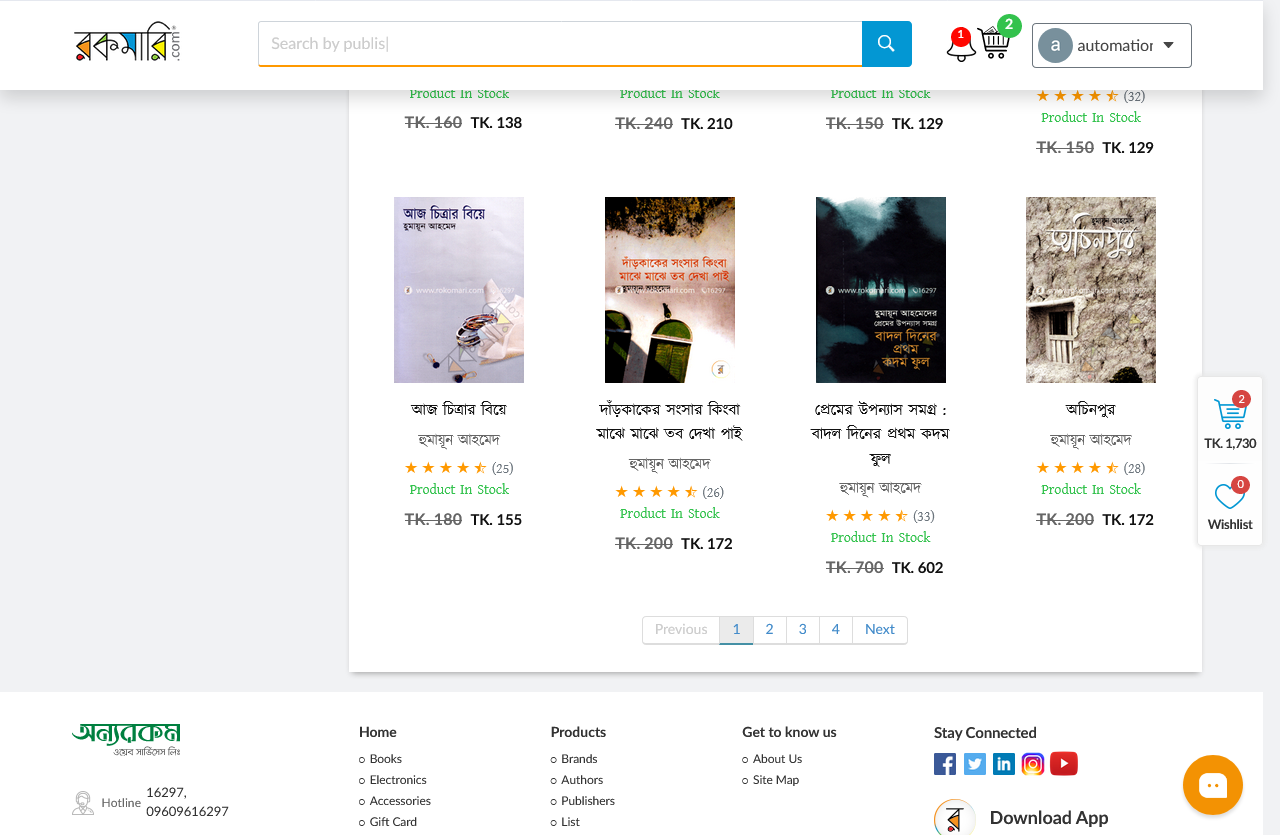 রকমারি
.com
Search by publis
1
2
a
automation
Product In Stock
Product In Stock
Product In Stock
(32)
Product In Stock
TK. 160 TK. 138
TK. 240 TK. 210
TK. 150 TK. 129
TK. 150 TK. 129
আজ চিত্রার বিয়ে
হুমায়ূন আহমেদ
www.rokomari.com
দাঁড়কাকের সংসার কিংবা
মাঝে মাঝে তব দেখা পাই
হুমায়ূন আহমেদ
www.rokomari.com 16297
www.rokomari.com 16297
হুমায়ূন আহমেদের
প্রেমের উপন্যাস সমগ্র
বাদল দিনের
প্রথম
কদম ফুল
হুমায়ূন আহমেদ
অচিনপুর
www.rokomari.com 16297
আজ চিত্রার বিয়ে
হুমায়ূন আহমেদ
(25)
Product In Stock
TK. 180 TK. 155
দাঁড়কাকের সংসার কিংবা
মাঝে মাঝে তব দেখা পাই
হুমায়ূন আহমেদ
(26)
Product In Stock
TK. 200 TK. 172
প্রেমের উপন্যাস সমগ্র :
বাদল দিনের প্রথম কদম
ফুল
হুমায়ূন আহমেদ
(33)
Product In Stock
TK. 700 TK. 602
অচিনপুর
হুমায়ূন আহমেদ
(28)
Product In Stock
TK. 200 TK. 172
2
TK. 1,730
0
Wishlist
Previous 1 2 3 4 Next
অন্যরকম
ওয়েব সার্ভিসেস লিঃ
Hotline
16297,
09609616297
Home
Books
Electronics
Accessories
Gift Card
Products
Brands
Authors
Publishers
List
Get to know us
About Us
Site Map
Stay Connected
Download App